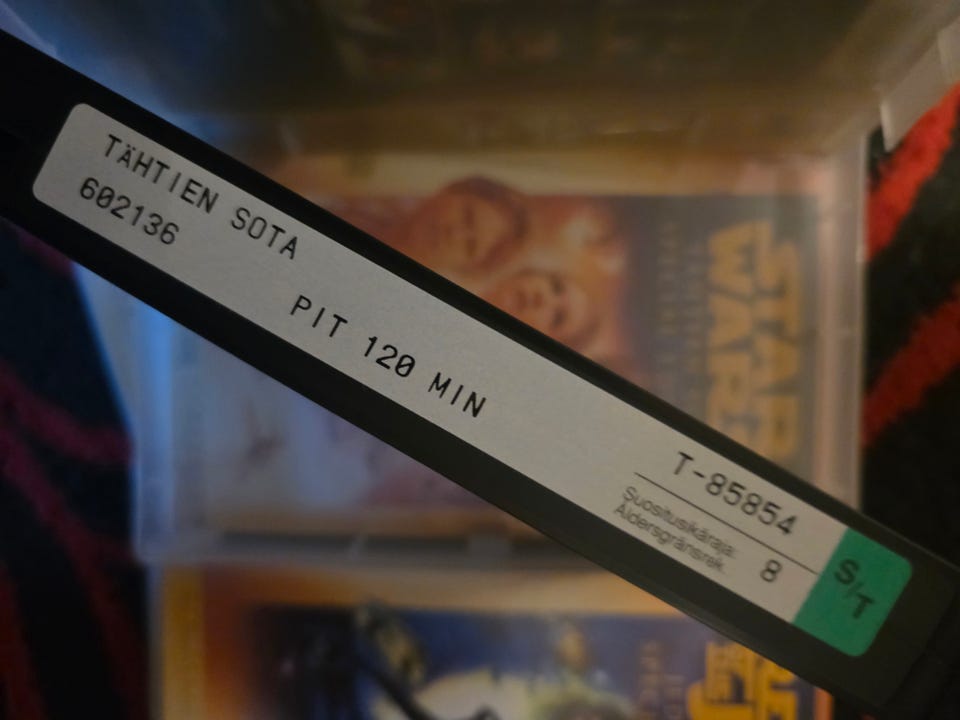 TÄHTIEN SOTA
602136
PIT 120 MIN
T-85854
Suositusikäraja:
Åldersgränsrek.
8
S/T
STAR
WARS